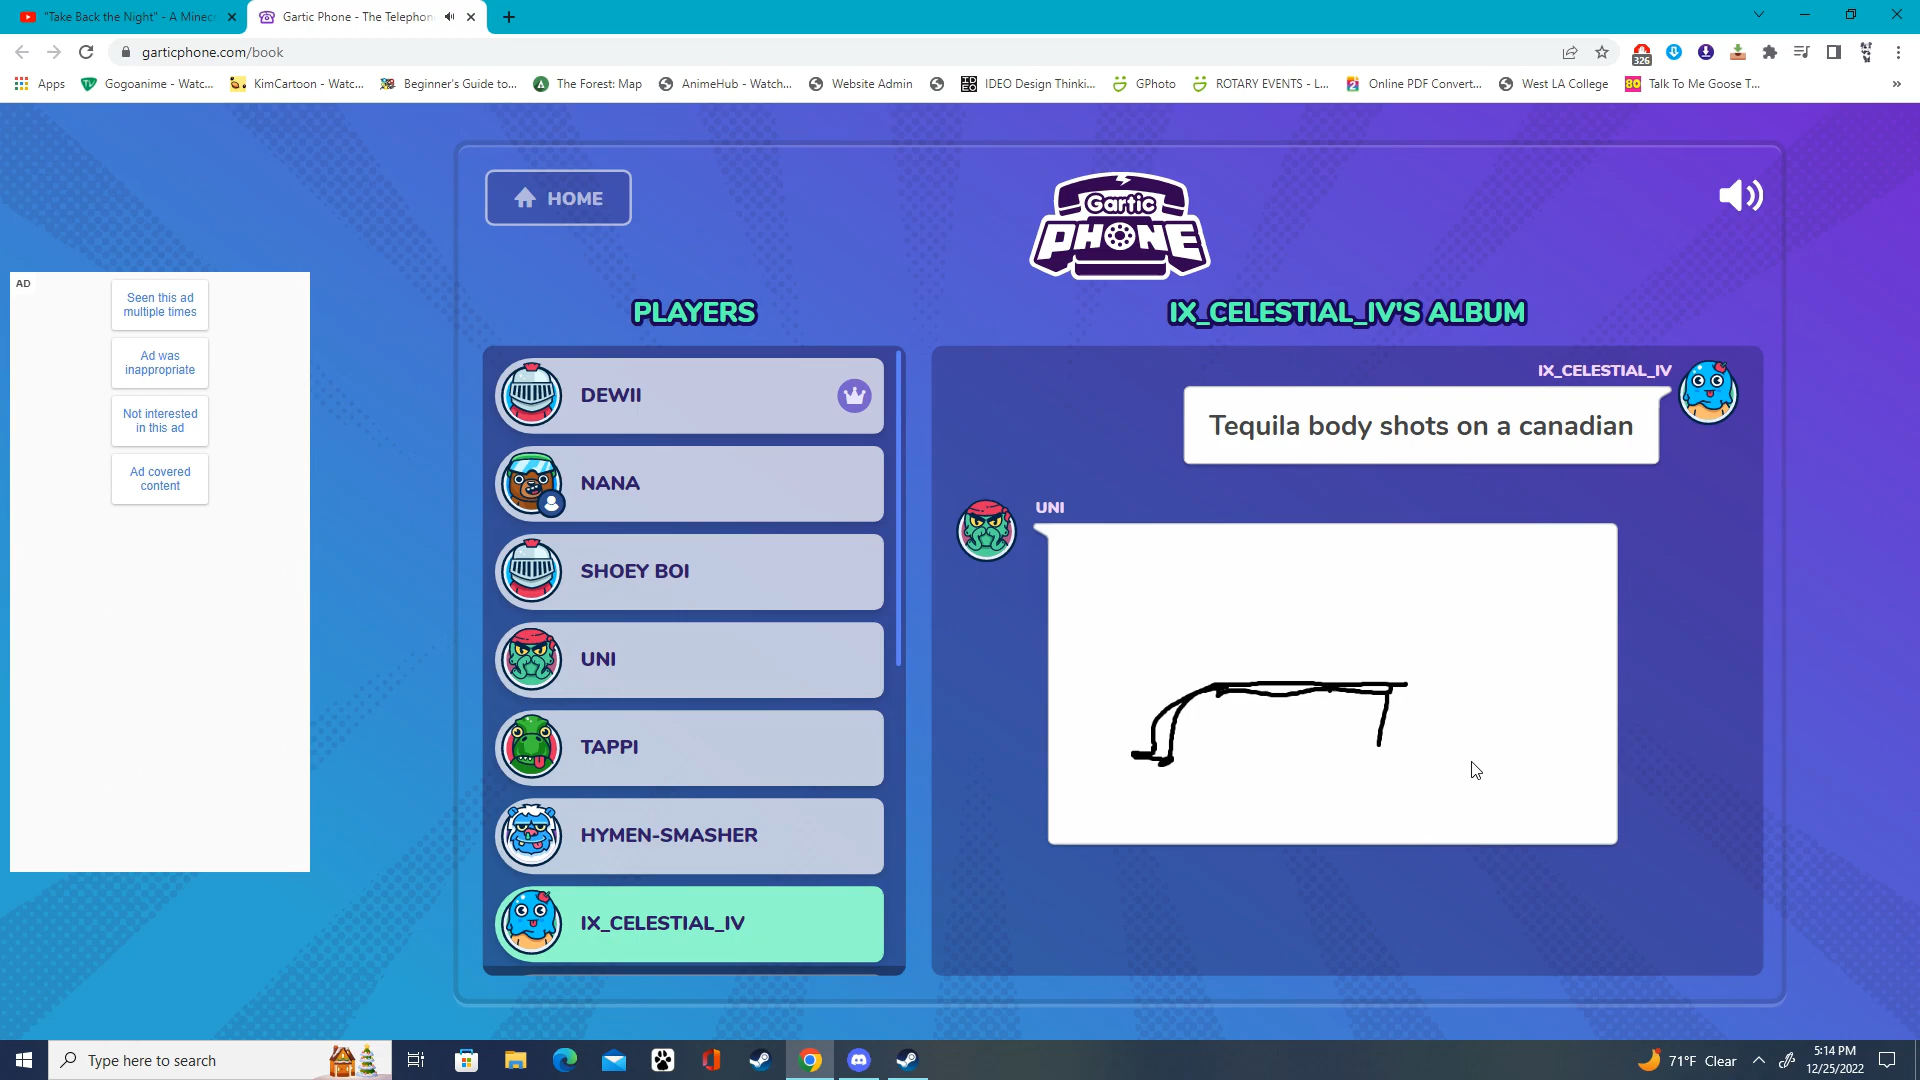 "Take Back the Night" - A Minec
Gartic Phone - The Telephon
garticphone.com/book
326
Apps
Gogoanime - Watc...
KimCartoon - Watc...
Beginner's Guide to...
The Forest: Map
AnimeHub - Watch...
Website Admin
IDEO Design Thinki...
GPhoto
ROTARY EVENTS - L...
Online PDF Convert...
West LA College
Talk To Me Goose T...
HOME
Gartic
PHONE
AD
Seen this ad
multiple times
Ad was
inappropriate
Not interested
in this ad
Ad covered
content
PLAYERS
DEWII
NANA
SHOEY BOI
UNI
TAPPI
HYMEN-SMASHER
IX_CELESTIAL_IV
IX_CELESTIAL_IV'S ALBUM
IX_CELESTIAL_IV
Tequila body shots on a canadian
UNI
Type here to search
71°F Clear
5:14 PM
12/25/2022